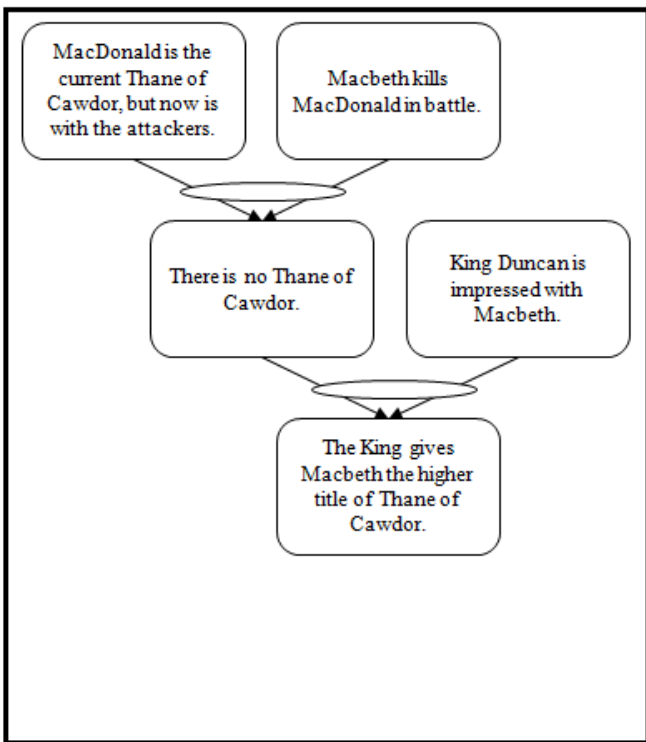 MacDonald is the
current Thane of
Cawdor, but now is
with the attackers.
Macbeth kills
MacDonald in battle.
There is no Thane of
Cawdor.
King Duncan is
impressed with
Macbeth.
The King gives
Macbeth the higher
title of Thane of
Cawdor.